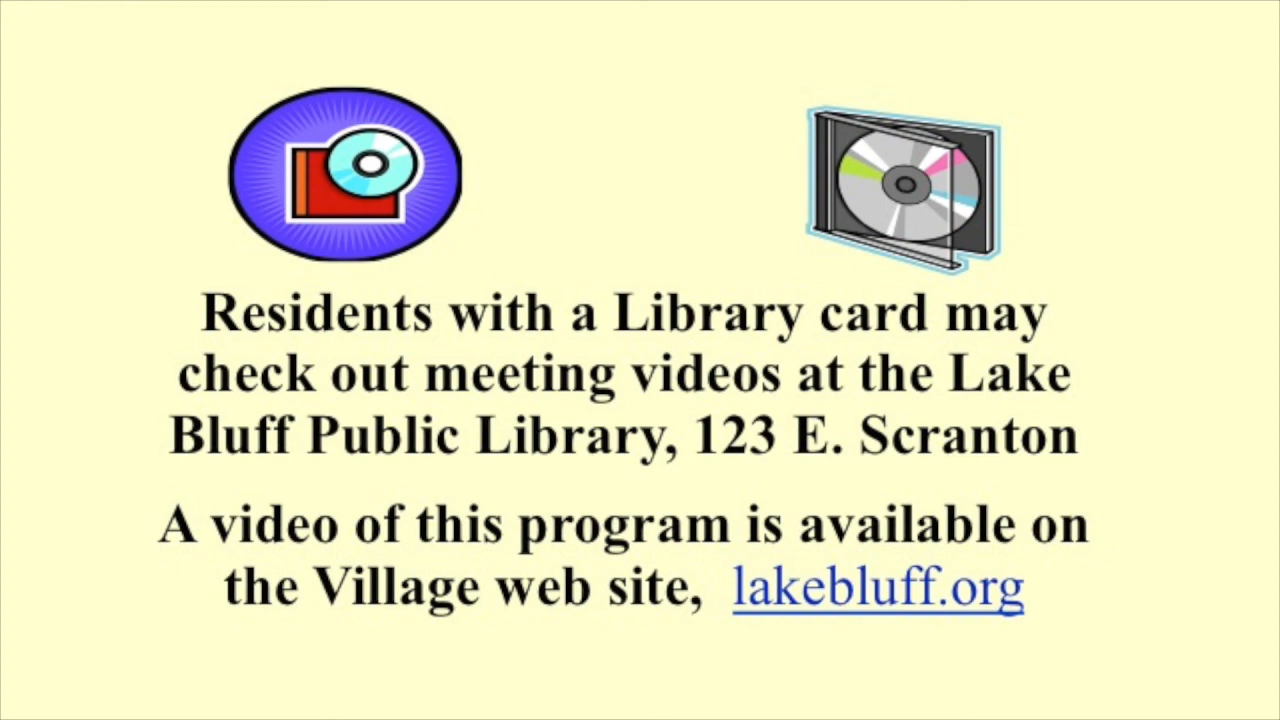 Residents with a Library card may
check out meeting videos at the Lake
Bluff Public Library, 123 E. Scranton
A video of this program is available on
the Village web site, lakebluff.org